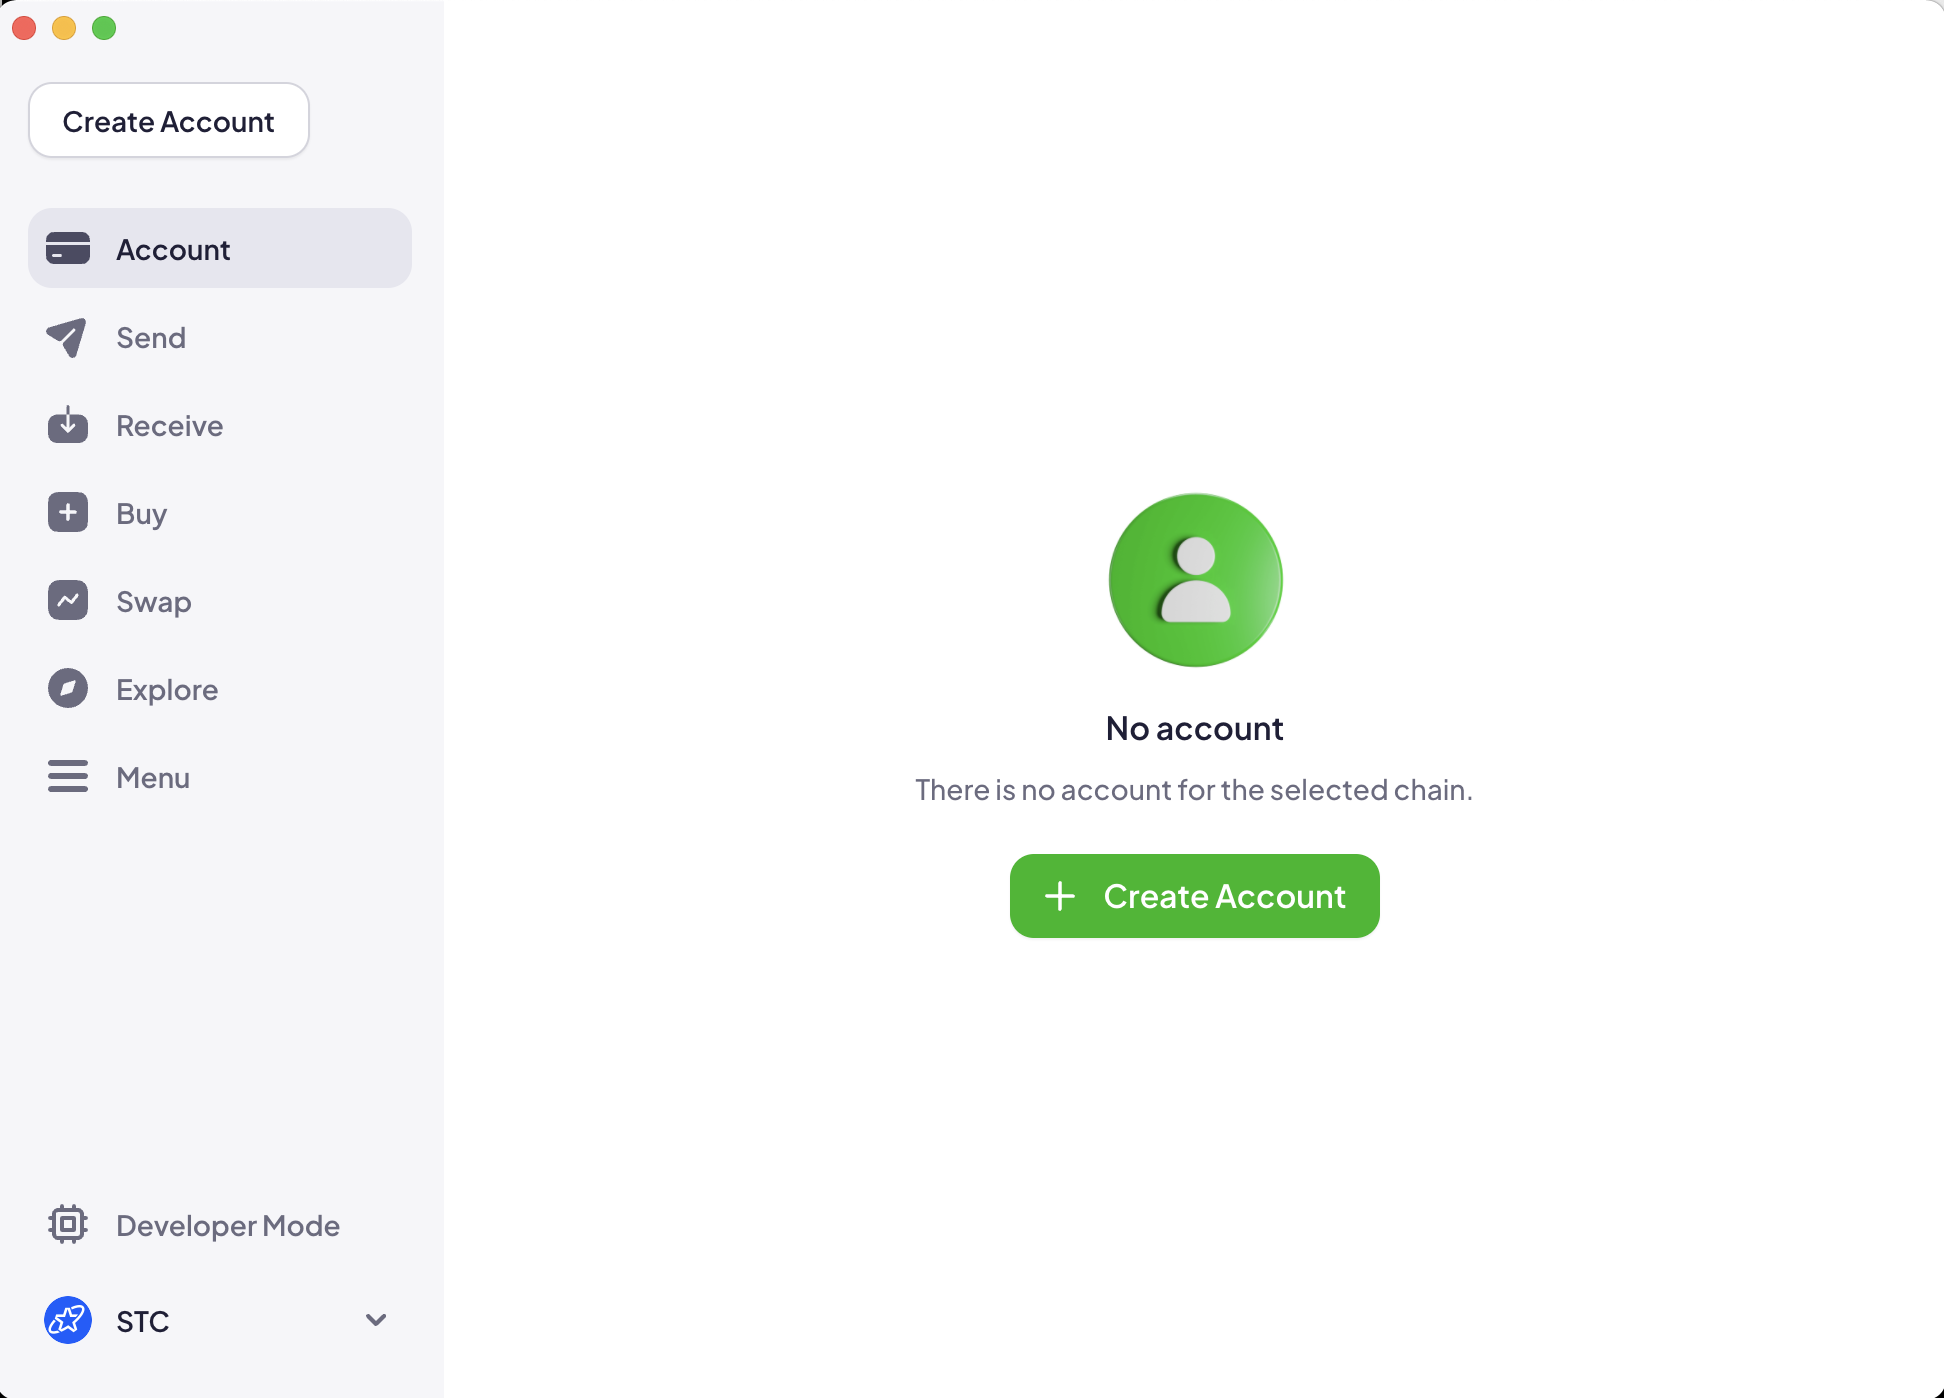 Create Account
Account
Send
Receive
Buy
Swap
Explore
Menu
Developer Mode
STC
No account
There is no account for the selected chain.
Create Account